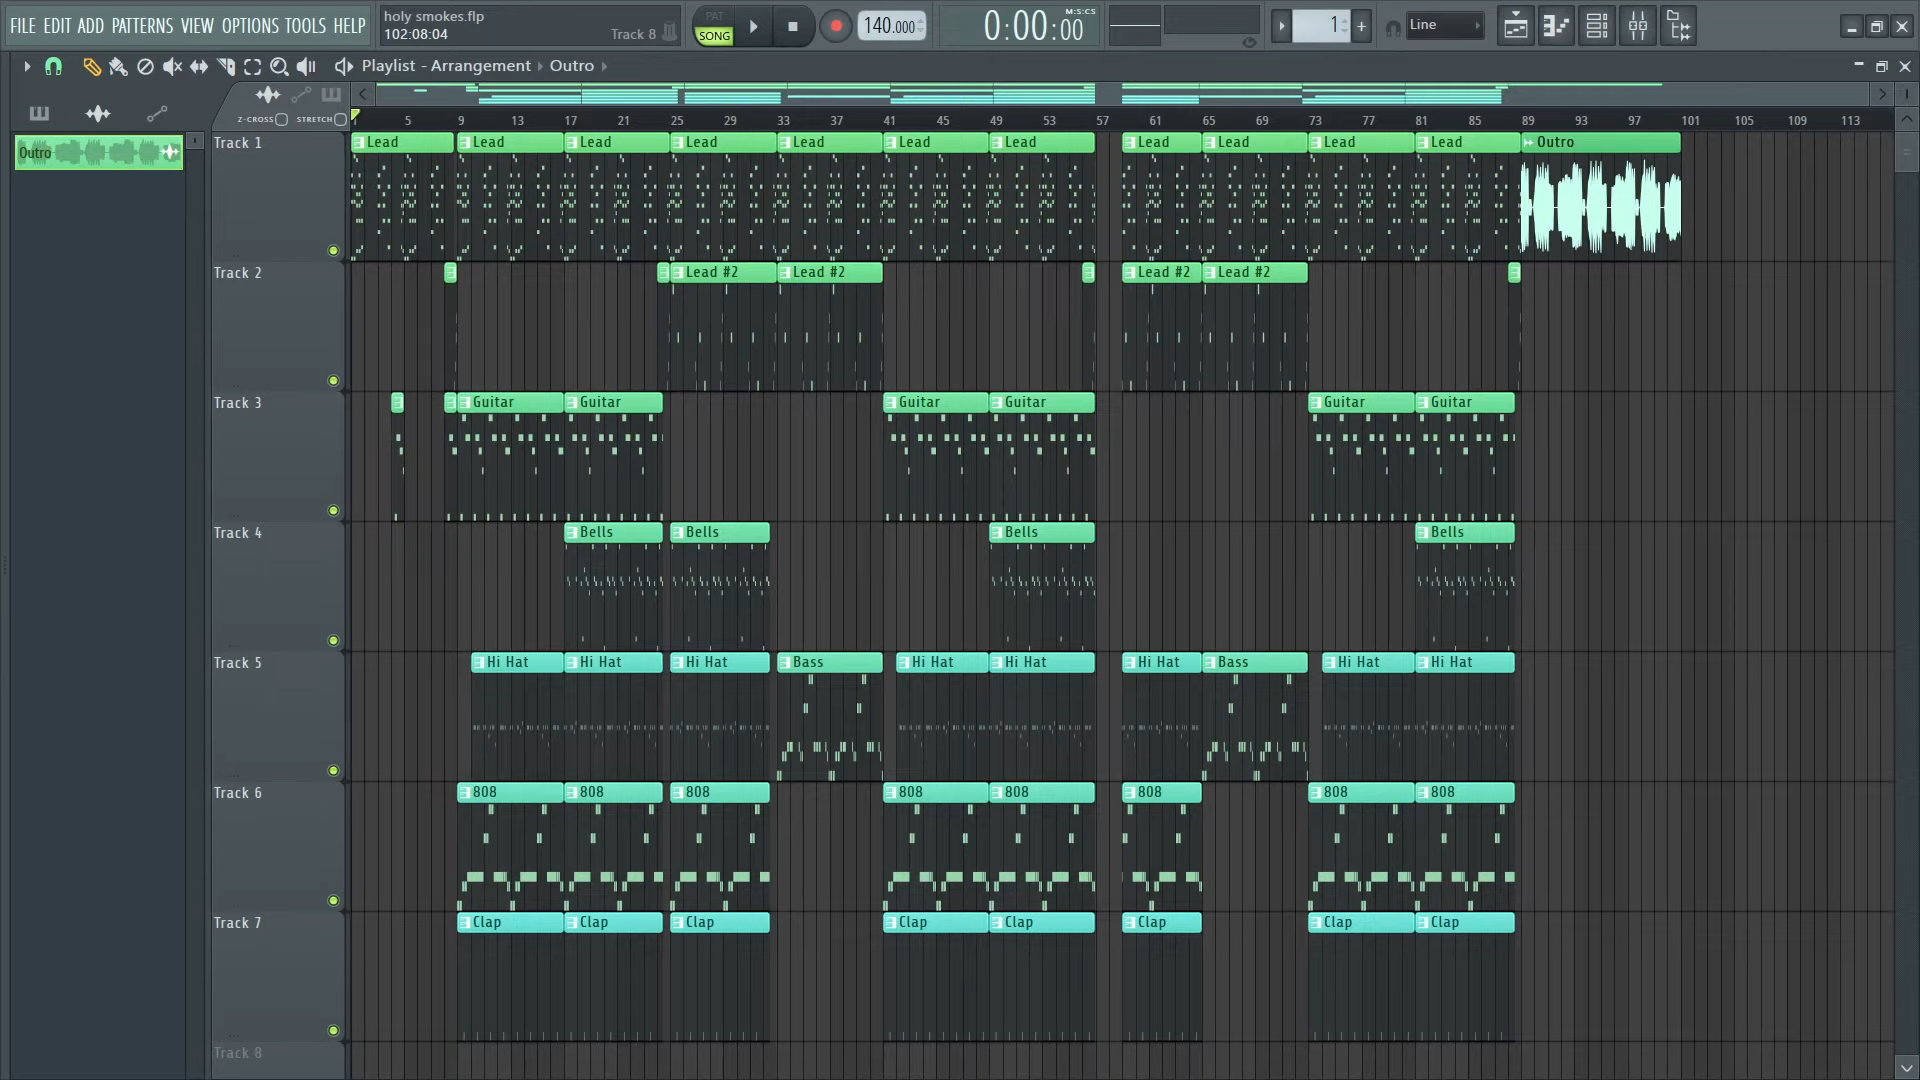 FILE EDIT ADD PATTERNS VIEW OPTIONS TOOLS HELP
holy smokes.flp
102:08:04 Track 8
PAT
SONG
140.000
M:S:CS
0:00:00
1
Line
Playlist - Arrangement Outro
Z-CROSS STRETCH
1 5 9 13 17 21 25 29 33 37 41 45 49 53 57 61 65 69 73 77 81 85 89 93 97 101 105 109 113
Outro
Track 1 Lead Lead Lead Lead Lead Lead Lead Lead Lead Lead Lead Outro
Track 2 Lead #2 Lead #2 Lead #2 Lead #2
Track 3 Guitar Guitar Guitar Guitar Guitar Guitar
Track 4 Bells Bells Bells Bells
Track 5 Hi Hat Hi Hat Hi Hat Bass Hi Hat Hi Hat Hi Hat Bass Hi Hat Hi Hat
Track 6 808 808 808 808 808 808 808 808
Track 7 Clap Clap Clap Clap Clap Clap Clap Clap
Track 8